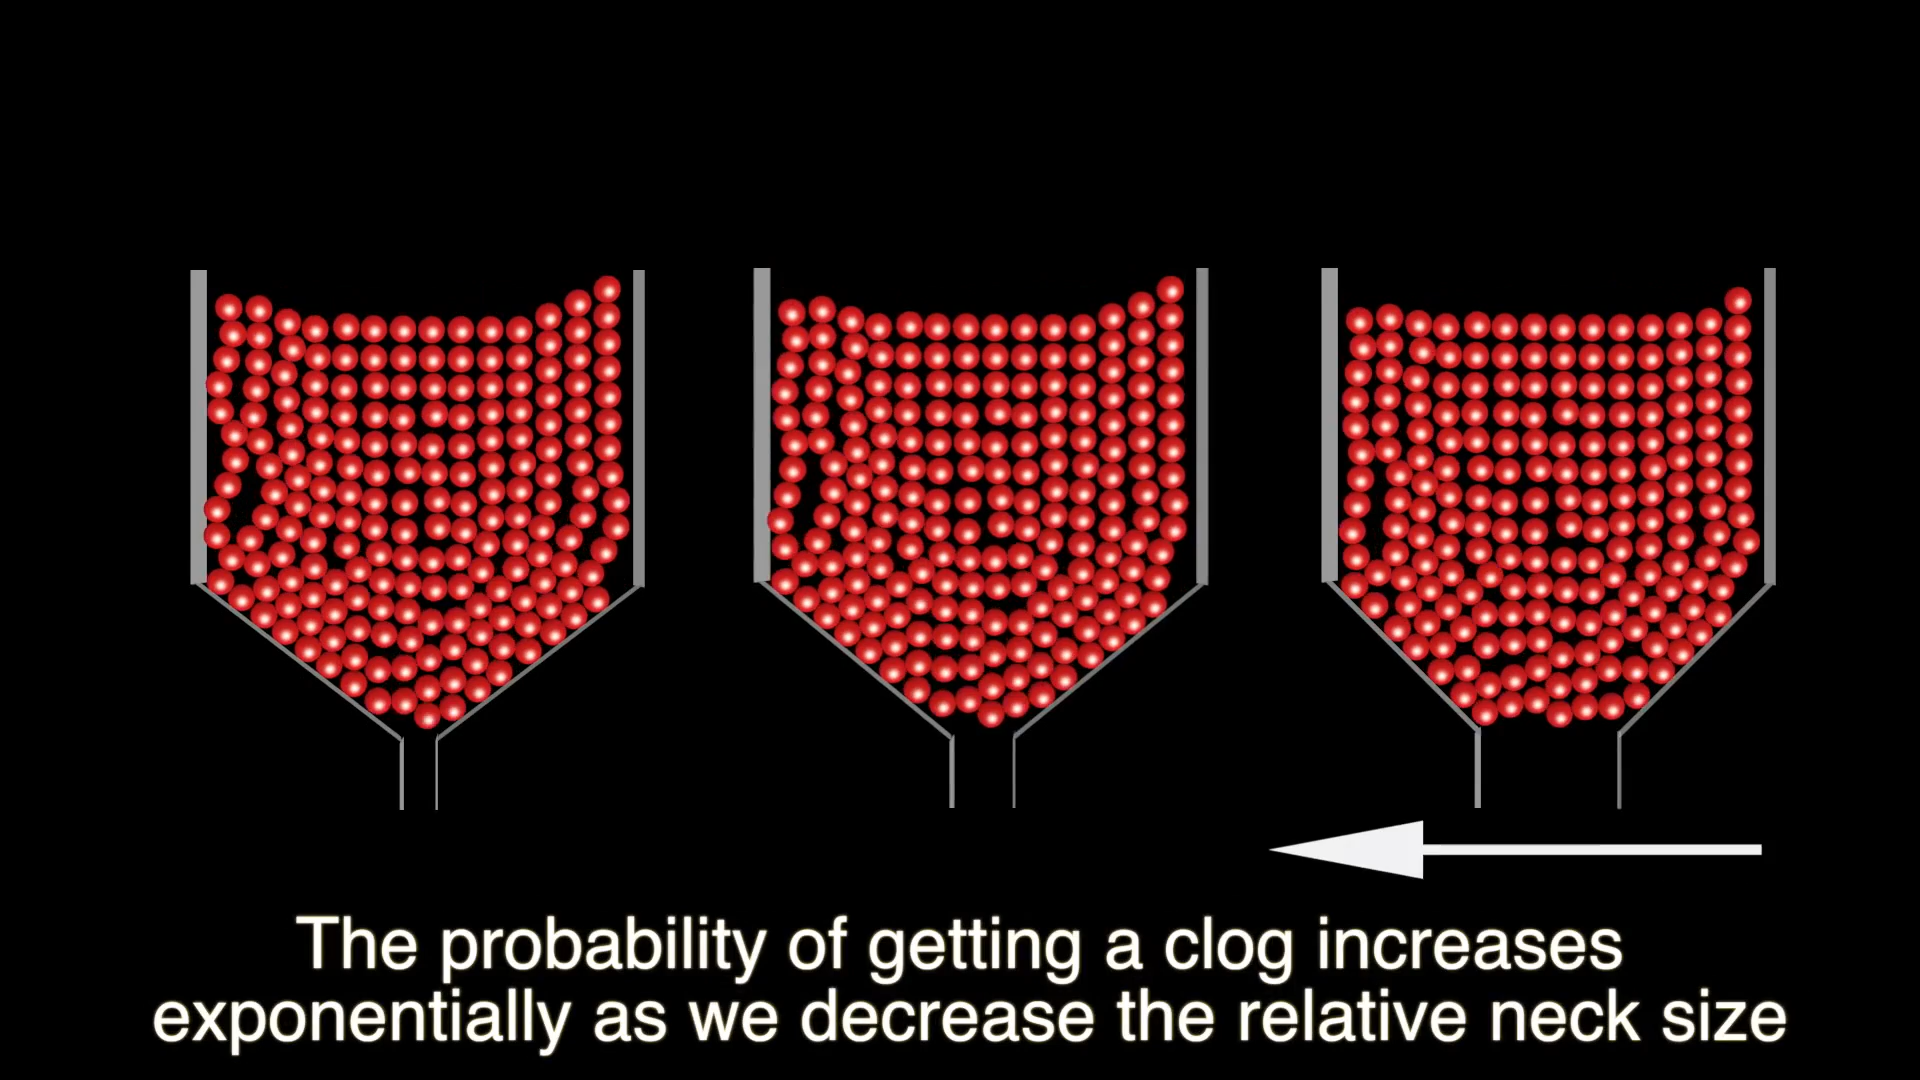 The probability of getting a clog increases
exponentially as we decrease the relative neck size